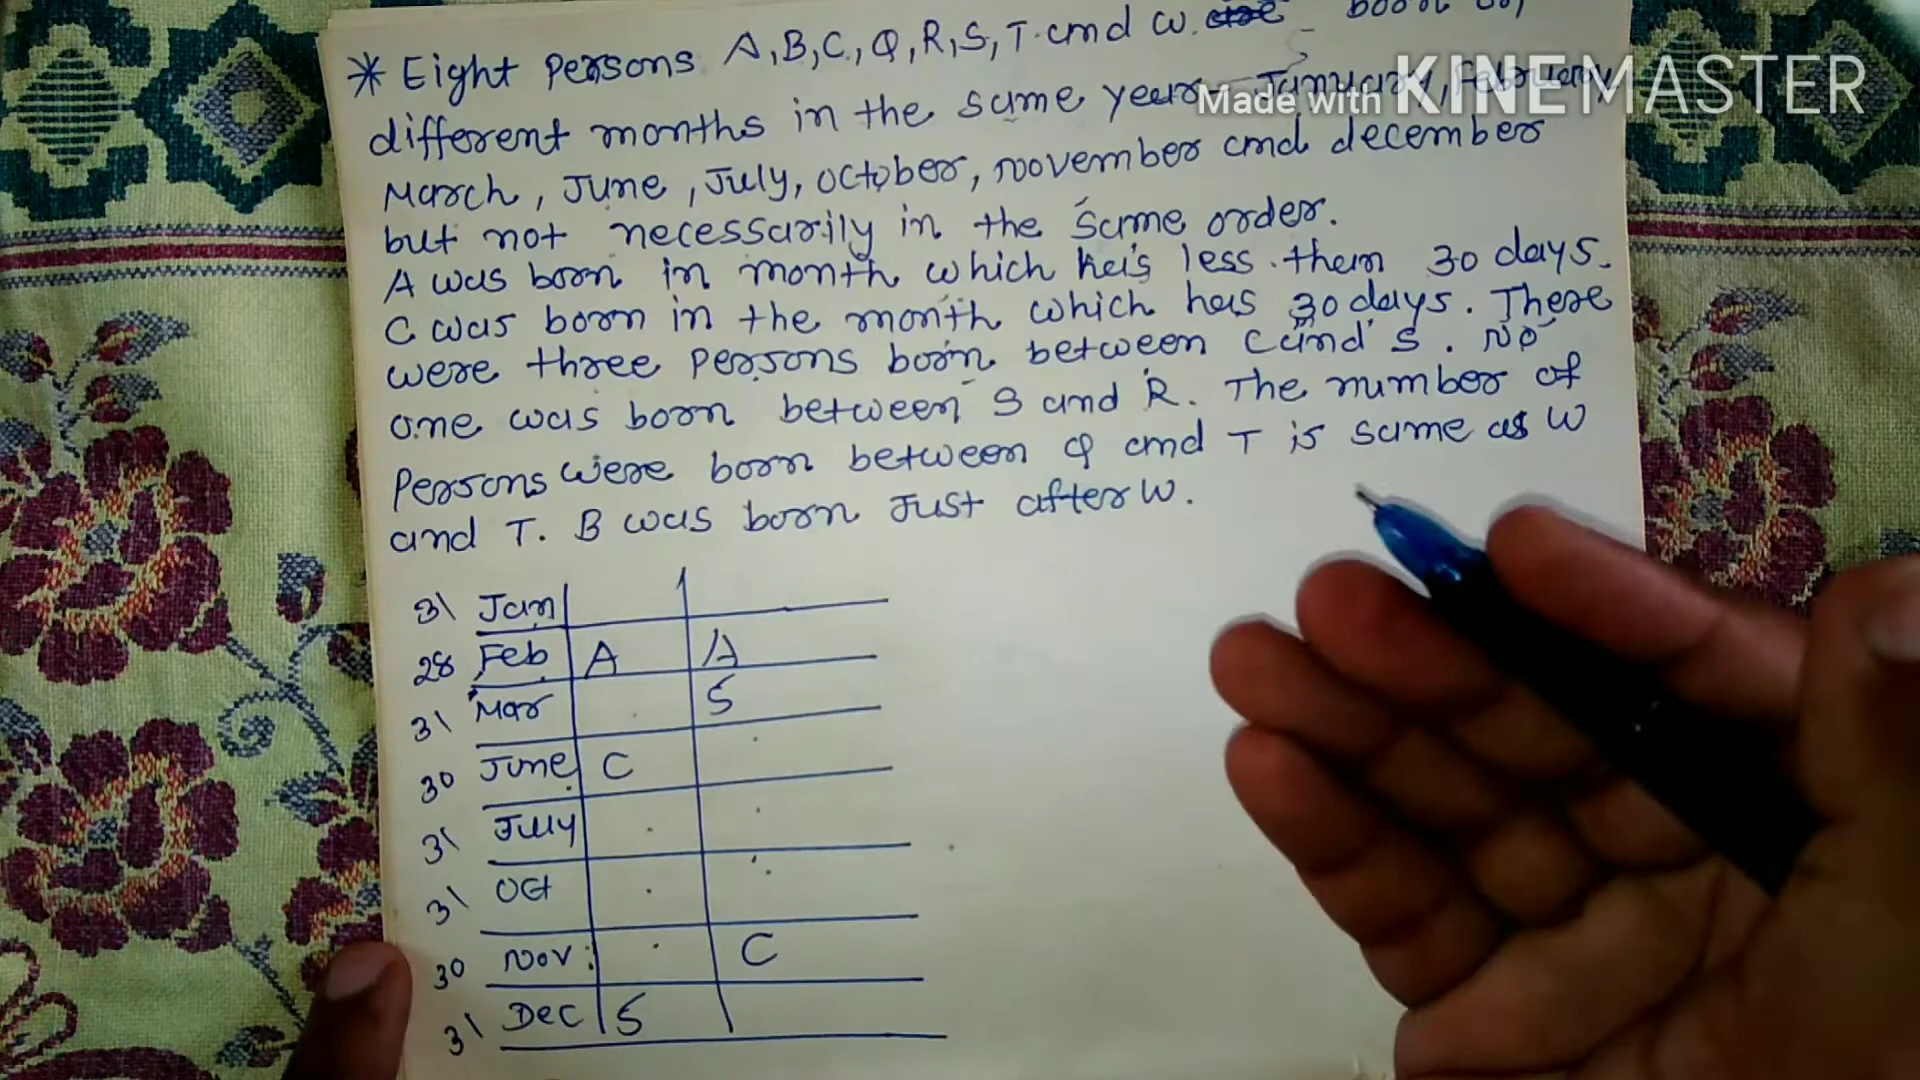 * Eight Persons A, B, C, Q, R, S, T and W.
different months in the same year - January, February
March, June, July, October, november and december
but not necessarily in the same order.
A was born in month which has less than 30 days.
C was born in the month which has 30 days. There
were three persons born between C and S. No
one was born between S and R. The number of
Persons were born between Q and T is same as W
and T. B was born Just after W.
Made with KINEMASTER
31 Jan
28 Feb A A
31 Mar S
30 June C
31 July
31 Oct
30 Nov C
31 Dec S